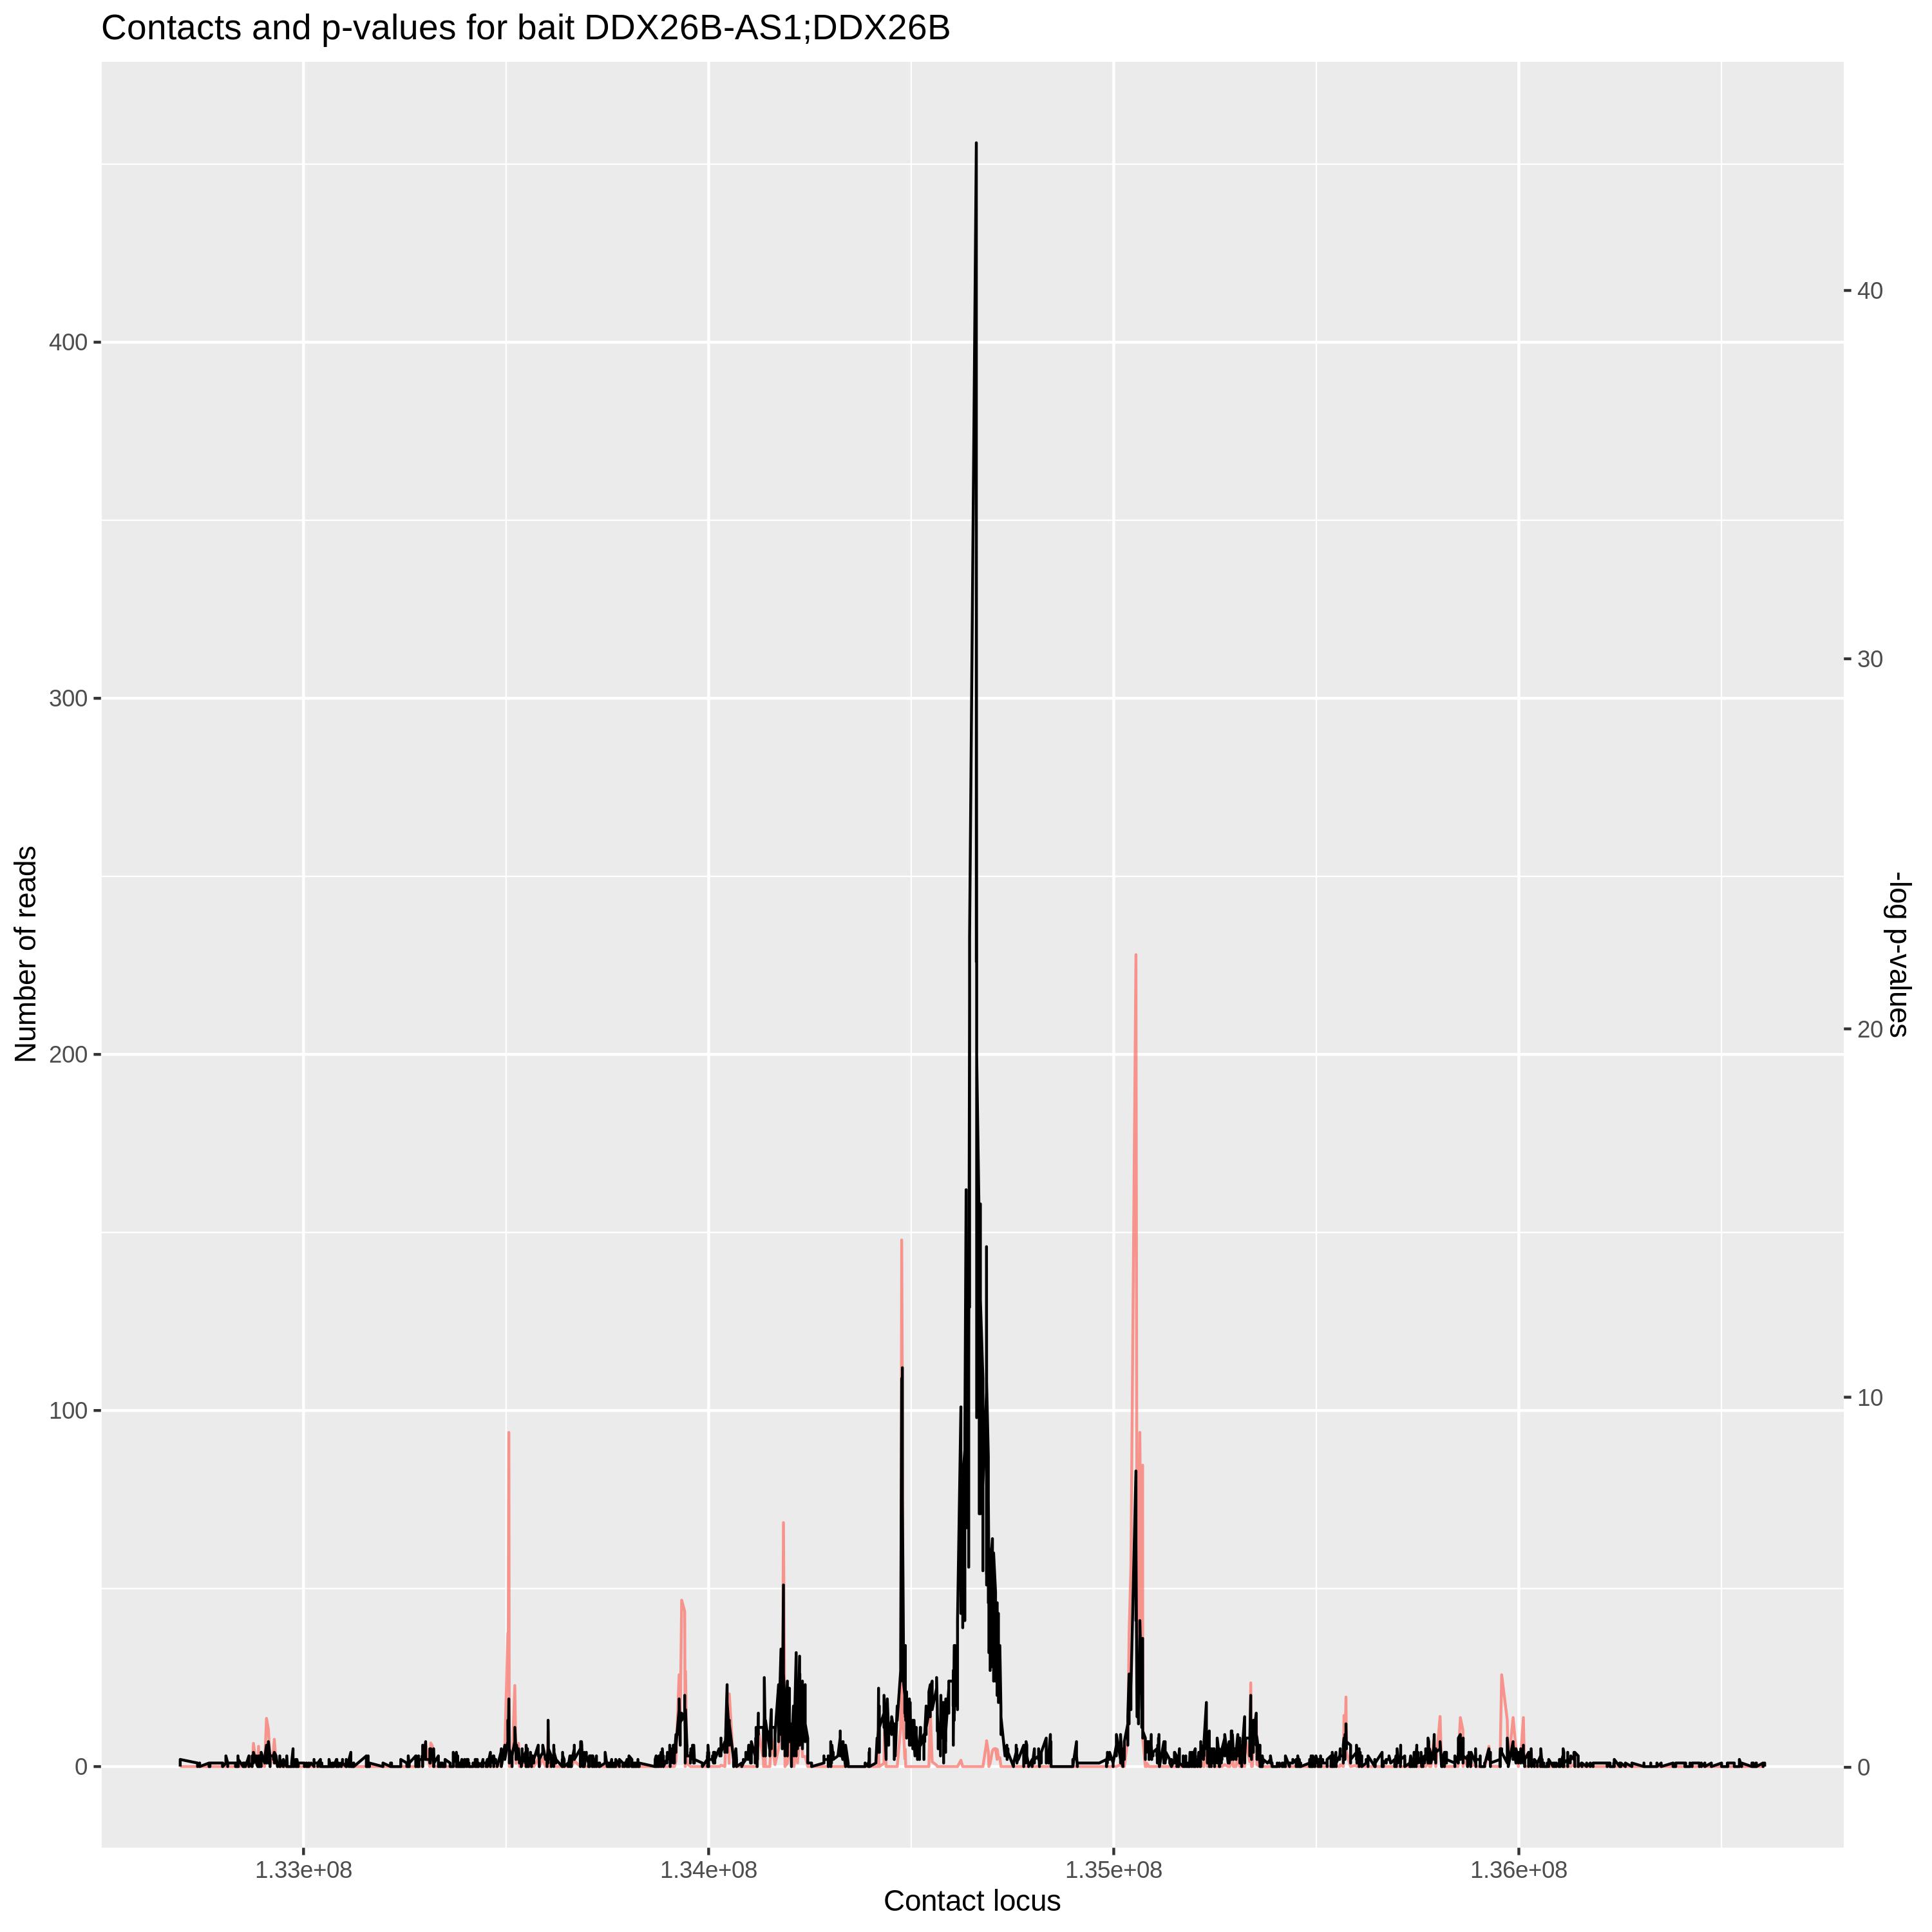 Contacts and p-values for bait DDX26B-AS1;DDX26B
Number of reads
400
300
200
100
0
40
30
20
10
0
-log p-values
1.33e+08
1.34e+08
1.35e+08
1.36e+08
Contact locus